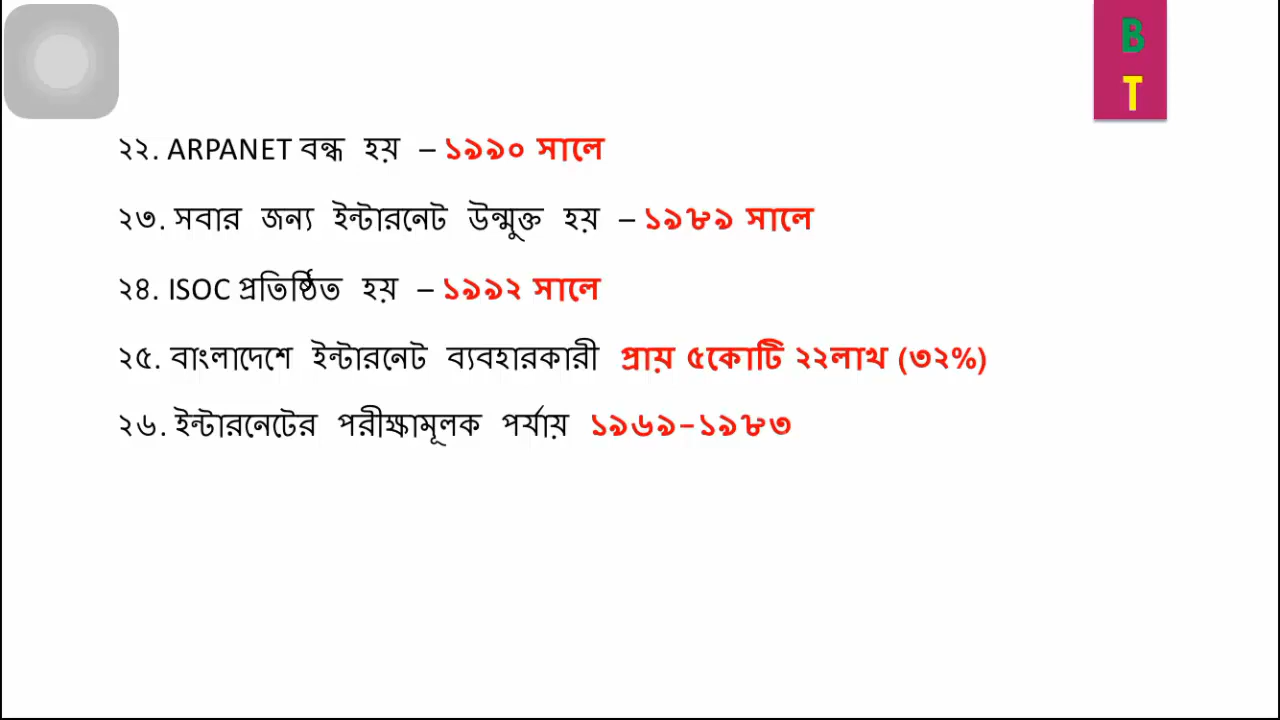 B
T
২২. ARPANET বন্ধ হয় – ১৯৯০ সালে
২৩. সবার জন্য ইন্টারনেট উন্মুক্ত হয় – ১৯৮৯ সালে
২৪. ISOC প্রতিষ্ঠিত হয় – ১৯৯২ সালে
২৫. বাংলাদেশে ইন্টারনেট ব্যবহারকারী প্রায় ৫কোটি ২২লাখ (৩২%)
২৬. ইন্টারনেটের পরীক্ষামূলক পর্যায় ১৯৬৯-১৯৮৩